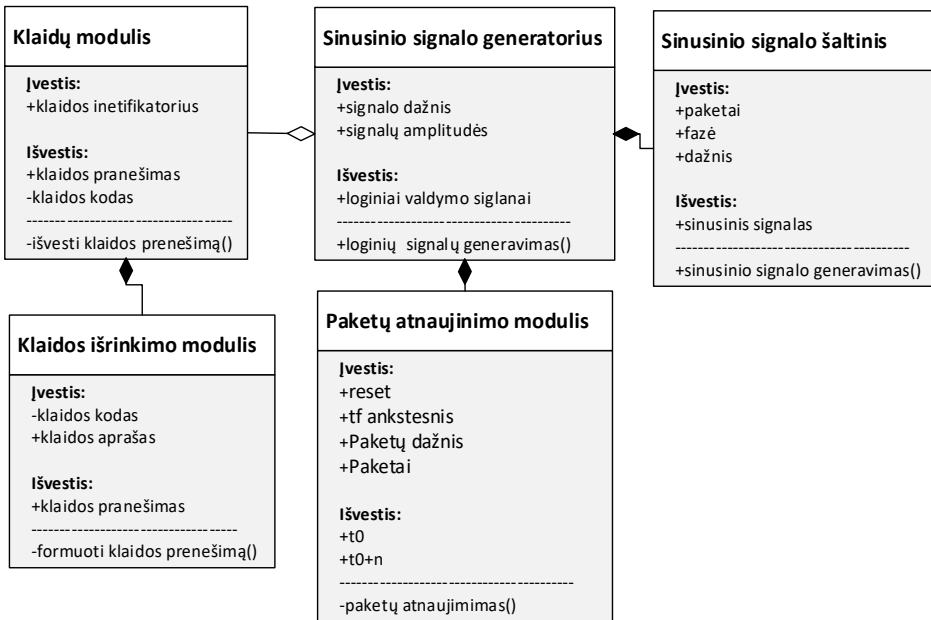 Klaidų modulis
Įvestis:
+klaidos inetifikatorius
Išvestis:
+klaidos pranešimas
-klaidos kodas
-----------------------------------
-išvesti klaidos prenešimą()
Sinusinio signalo generatorius
Įvestis:
+signalo dažnis
+signalų amplitudės
Išvestis:
+loginiai valdymo siglanai
----------------------------------------
+loginių signalų generavimas()
Sinusinio signalo šaltinis
Įvestis:
+paketai
+fazė
+dažnis
Išvestis:
+sinusinis signalas
----------------------------------------
+sinusinio signalo generavimas()
Klaidos išrinkimo modulis
Įvestis:
-klaidos kodas
+klaidos aprašas
Išvestis:
+klaidos pranešimas
-----------------------------------
-formuoti klaidos prenešimą()
Paketų atnaujinimo modulis
Įvestis:
+reset
+tf ankstesnis
+Paketų dažnis
+Paketai
Išvestis:
+t0
+t0+n
----------------------------------------
-paketų atnaujimimas()